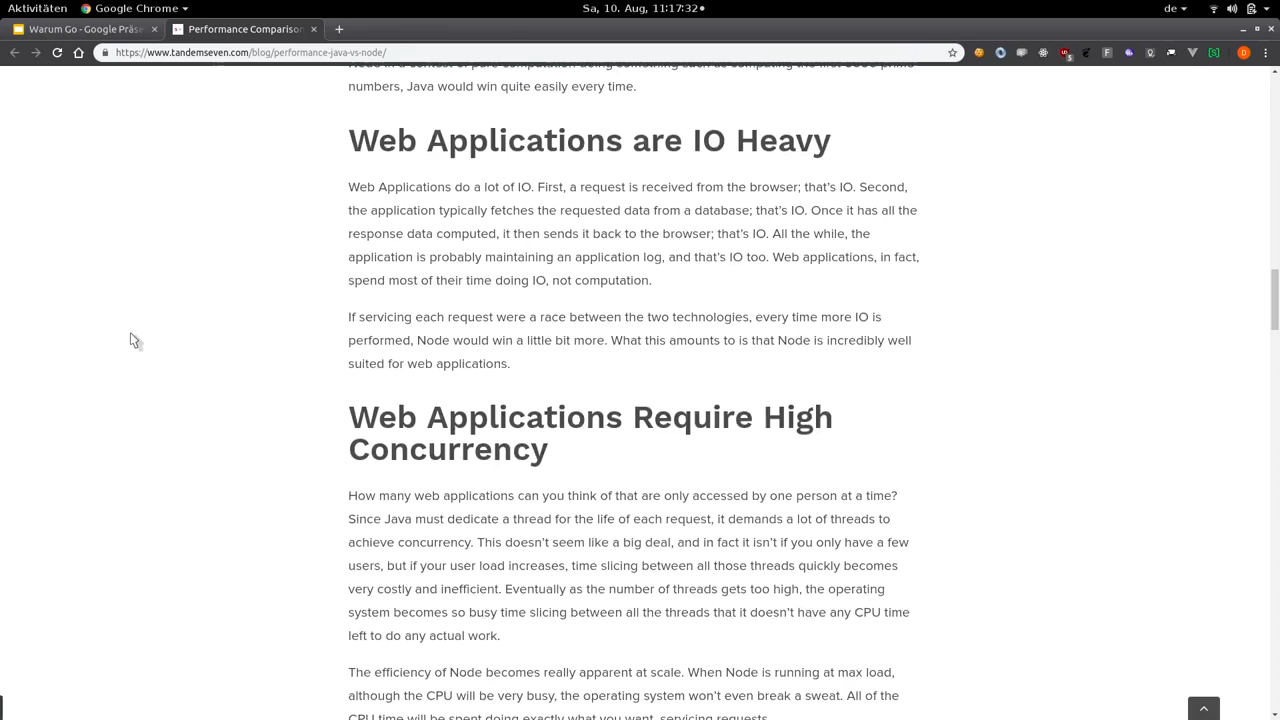 Aktivitäten
Google Chrome
Sa, 10. Aug, 11:17:32
de
Warum Go - Google Präse
Performance Comparison
https://www.tandemseven.com/blog/performance-java-vs-node/
numbers, Java would win quite easily every time.
Web Applications are IO Heavy
Web Applications do a lot of IO. First, a request is received from the browser; that's IO. Second,
the application typically fetches the requested data from a database; that's IO. Once it has all the
response data computed, it then sends it back to the browser; that's IO. All the while, the
application is probably maintaining an application log, and that's IO too. Web applications, in fact,
spend most of their time doing IO, not computation.
If servicing each request were a race between the two technologies, every time more IO is
performed, Node would win a little bit more. What this amounts to is that Node is incredibly well
suited for web applications.
Web Applications Require High
Concurrency
How many web applications can you think of that are only accessed by one person at a time?
Since Java must dedicate a thread for the life of each request, it demands a lot of threads to
achieve concurrency. This doesn't seem like a big deal, and in fact it isn't if you only have a few
users, but if your user load increases, time slicing between all those threads quickly becomes
very costly and inefficient. Eventually as the number of threads gets too high, the operating
system becomes so busy time slicing between all the threads that it doesn't have any CPU time
left to do any actual work.
The efficiency of Node becomes really apparent at scale. When Node is running at max load,
although the CPU will be very busy, the operating system won't even break a sweat. All of the
CPU time will be spent doing exactly what you want, servicing requests.